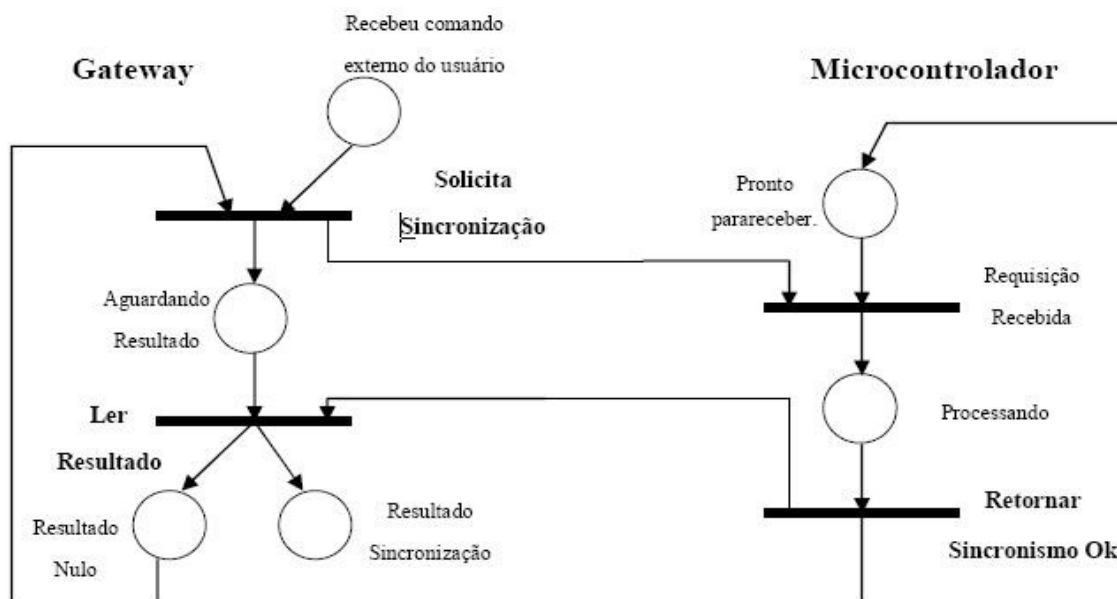 Recebeu comando
externo do usuário
Gateway
Microcontrolador
Solicita
Sincronização
Pronto
parareceber.
Aguardando
Resultado
Requisição
Recebida
Ler
Resultado
Processando
Resultado
Nulo
Resultado
Sincronização
Retornar
Sincronismo Ok